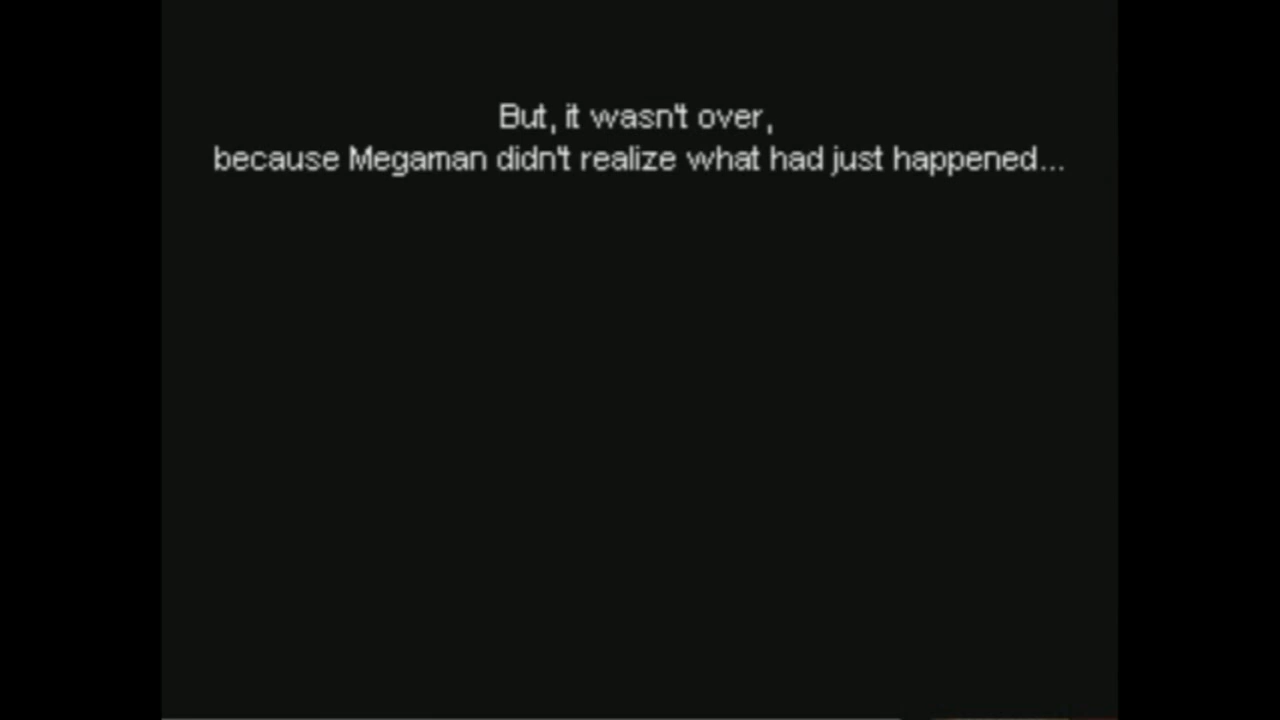 But, it wasn't over,
because Megaman didn't realize what had just happened...